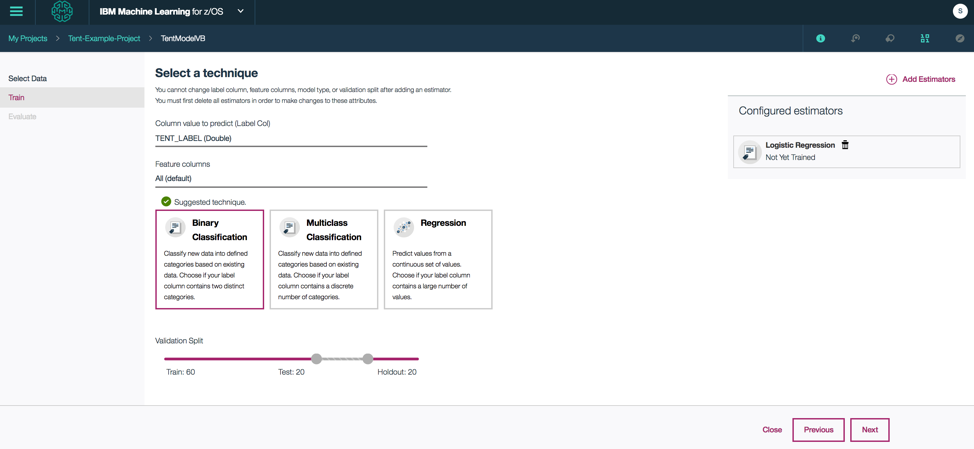 IBM Machine Learning for z/OS
S
My Projects > Tent-Example-Project > TentModelVB
Select Data
Train
Evaluate
Select a technique
You cannot change label column, feature columns, model type, or validation split after adding an estimator.
You must first delete all estimators in order to make changes to these attributes.
Column value to predict (Label Col)
TENT_LABEL (Double)
Feature columns
All (default)
Suggested technique.
Binary
Classification
Classify new data into defined
categories based on existing
data. Choose if your label
column contains two distinct
categories.
Multiclass
Classification
Classify new data into defined
categories based on existing
data. Choose if your label
column contains a discrete
number of categories.
Regression
Predict values from a
continuous set of values.
Choose if your label column
contains a large number of
values.
Validation Split
Train: 60 Test: 20 Holdout: 20
Add Estimators
Configured estimators
Logistic Regression
Not Yet Trained
Close Previous Next